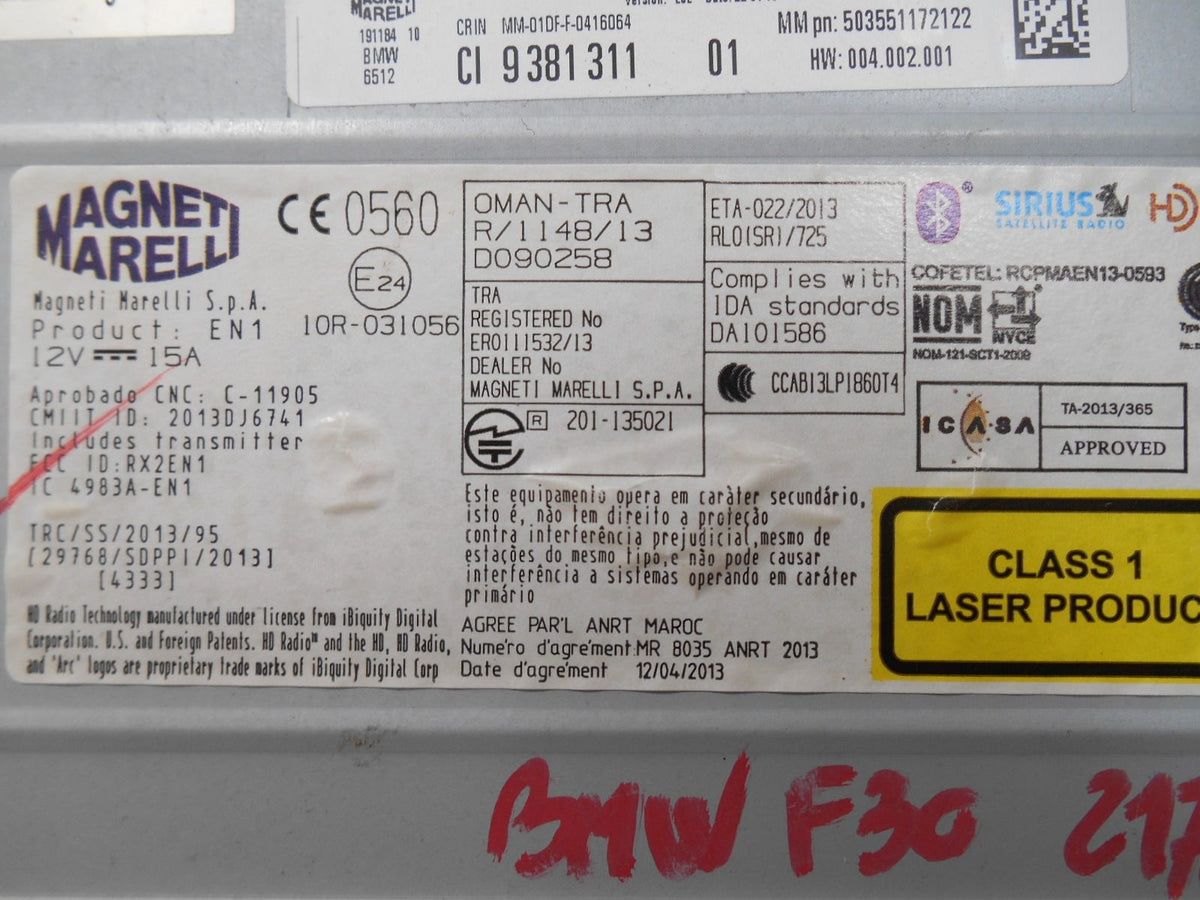 MAGNETI
MARELLI
191184 10
BMW
6512
CRIN MM-01DF-F-0416064
CI 9381311 01
MM pn: 503551172122
HW: 004.002.001
MAGNETI
MARELLI
Magneti Marelli S.p.A.
Product: EN1
12V 15A
CE 0560
E24
10R-031056
Aprobado CNC: C-11905
CMIIT ID: 2013DJ6741
Includes transmitter
FCC ID:RX2EN1
IC 4983A-EN1
TRC/SS/2013/95
[29768/SDPPI/2013]
[4333]
HD Radio Technology manufactured under license from iBiquity Digital
Corporation. U.S. and Foreign Patents. HD Radio™ and the HD, HD Radio,
and 'Arc' logos are proprietary trade marks of iBiquity Digital Corp
OMAN-TRA
R/1148/13
D090258
TRA
REGISTERED No
ER0111532/13
DEALER No
MAGNETI MARELLI S.P.A.
R 201-135021
ETA-022/2013
RLO(SR)/725
Complies with
IDA standards
DA101586
CCAB13LP1860T4
Este equipamento opera em caràter secundário,
isto é, não tem direito a proteção
contra interferência prejudicial,mesmo de
estações do mesmo tipo,e não pode causar
interferência a sistemas operando em caráter
primário
AGREE PAR'L ANRT MAROC
Nume'ro d'agre'ment:MR 8035 ANRT 2013
Date d'agre'ment 12/04/2013
® SIRIUS HD
SATELLITE RADIO
COFETEL: RCPMAEN13-0593
NOM
NYCE
NOM-121-SCT1-2009
ICASA
TA-2013/365
APPROVED
CLASS 1
LASER PRODUC
BMW F30 217